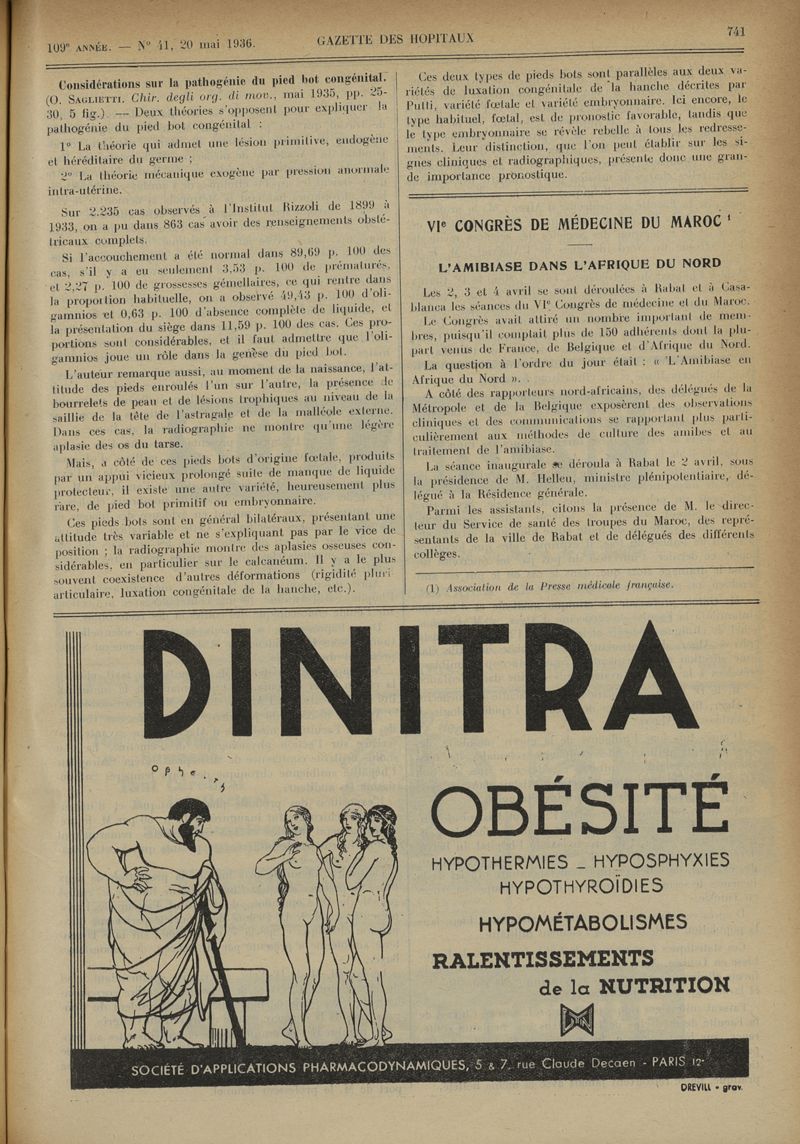 109e ANNÉE. — N° 41, 20 mai 1936.
GAZETTE DES HOPITAUX
741
Considérations sur la pathogénie du pied bot congénital.
(O. SAGLIETTI. Chir. degli org. di mov., mai 1935, pp. 25-
30, 5 fig.). — Deux théories s'opposent pour expliquer la
pathogénie du pied bot congénital :
1° La théorie qui admet une lésion primitive, endogène
et héréditaire du germe ;
2° La théorie mécanique exogène par pression anormale
intra-utérine.
Sur 2.235 cas observés à l'Institut Rizzoli de 1899 à
1933, on a pu dans 863 cas avoir des renseignements obsté-
tricaux complets.
Si l'accouchement a été normal dans 89,69 p. 100 des
cas, s'il y a eu seulement 3,53 p. 100 de prématurés,
et 2,27 p. 100 de grossesses gémellaires, ce qui rentre dans
la proportion habituelle, on a observé 49,43 p. 100 d'oli-
gamnios et 0,63 p. 100 d'absence complète de liquide, et
la présentation du siège dans 11,59 p. 100 des cas. Ces pro-
portions sont considérables, et il faut admettre que l'oli-
gamnios joue un rôle dans la genèse du pied bot.
L'auteur remarque aussi, au moment de la naissance, l'at-
titude des pieds enroulés l'un sur l'autre, la présence de
bourrelets de peau et de lésions trophiques au niveau de la
saillie de la tête de l'astragale et de la malléole externe.
Dans ces cas, la radiographie ne montre qu'une légère
aplasie des os du tarse.
Mais, à côté de ces pieds bots d'origine fœtale, produits
par un appui vicieux prolongé suite de manque de liquide
protecteur, il existe une autre variété, heureusement plus
rare, de pied bot primitif ou embryonnaire.
Ces pieds bots sont en général bilatéraux, présentant une
attitude très variable et ne s'expliquant pas par le vice de
position ; la radiographie montre des aplasies osseuses con-
sidérables, en particulier sur le calcanéum. Il y a le plus
souvent coexistence d'autres déformations (rigidité pluri-
articulaire, luxation congénitale de la hanche, etc.).
Ces deux types de pieds bots sont parallèles aux deux va-
riétés de luxation congénitale de la hanche décrites par
Putti, variété fœtale et variété embryonnaire. Ici encore, le
type habituel, fœtal, est de pronostic favorable, tandis que
le type embryonnaire se révèle rebelle à tous les redresse-
ments. Leur distinction, que l'on peut établir sur les si-
gnes cliniques et radiographiques, présente donc une gran-
de importance pronostique.
VIe CONGRÈS DE MÉDECINE DU MAROC 1
L'AMIBIASE DANS L'AFRIQUE DU NORD
Les 2, 3 et 4 avril se sont déroulées à Rabat et à Casa-
blanca les séances du VIe Congrès de médecine et du Maroc.
Le Congrès avait attiré un nombre important de mem-
bres, puisqu'il comptait plus de 150 adhérents dont la plu-
part venus de France, de Belgique et d'Afrique du Nord.
La question à l'ordre du jour était : « L'Amibiase en
Afrique du Nord ».
A côté des rapporteurs nord-africains, des délégués de la
Métropole et de la Belgique exposèrent des observations
cliniques et des communications se rapportant plus parti-
culièrement aux méthodes de culture des amibes et au
traitement de l'amibiase.
La séance inaugurale se déroula à Rabat le 2 avril, sous
la présidence de M. Helleu, ministre plénipotentiaire, dé-
légué à la Résidence générale.
Parmi les assistants, citons la présence de M. le direc-
teur du Service de santé des troupes du Maroc, des repré-
sentants de la ville de Rabat et de délégués des différents
collèges.
(1) Association de la Presse médicale française.
DINITRA
OBÉSITÉ
HYPOTHERMIES _ HYPOSPHYXIES
HYPOTHYROÏDIES
HYPOMÉTABOLISMES
RALENTISSEMENTS
de la NUTRITION
SOCIÉTÉ D'APPLICATIONS PHARMACODYNAMIQUES, 5 & 7, rue Claude Decaen - PARIS 12e
DREVILL • grav.